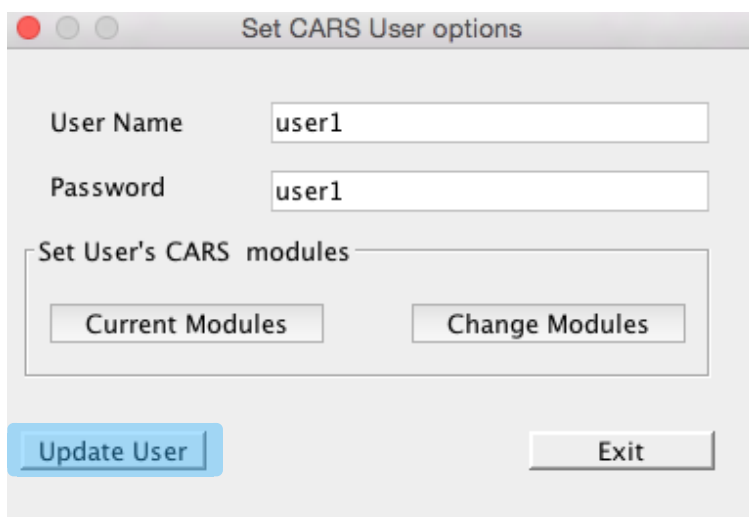 Set CARS User options
User Name user1
Password user1
Set User's CARS modules
Current Modules Change Modules
Update User Exit